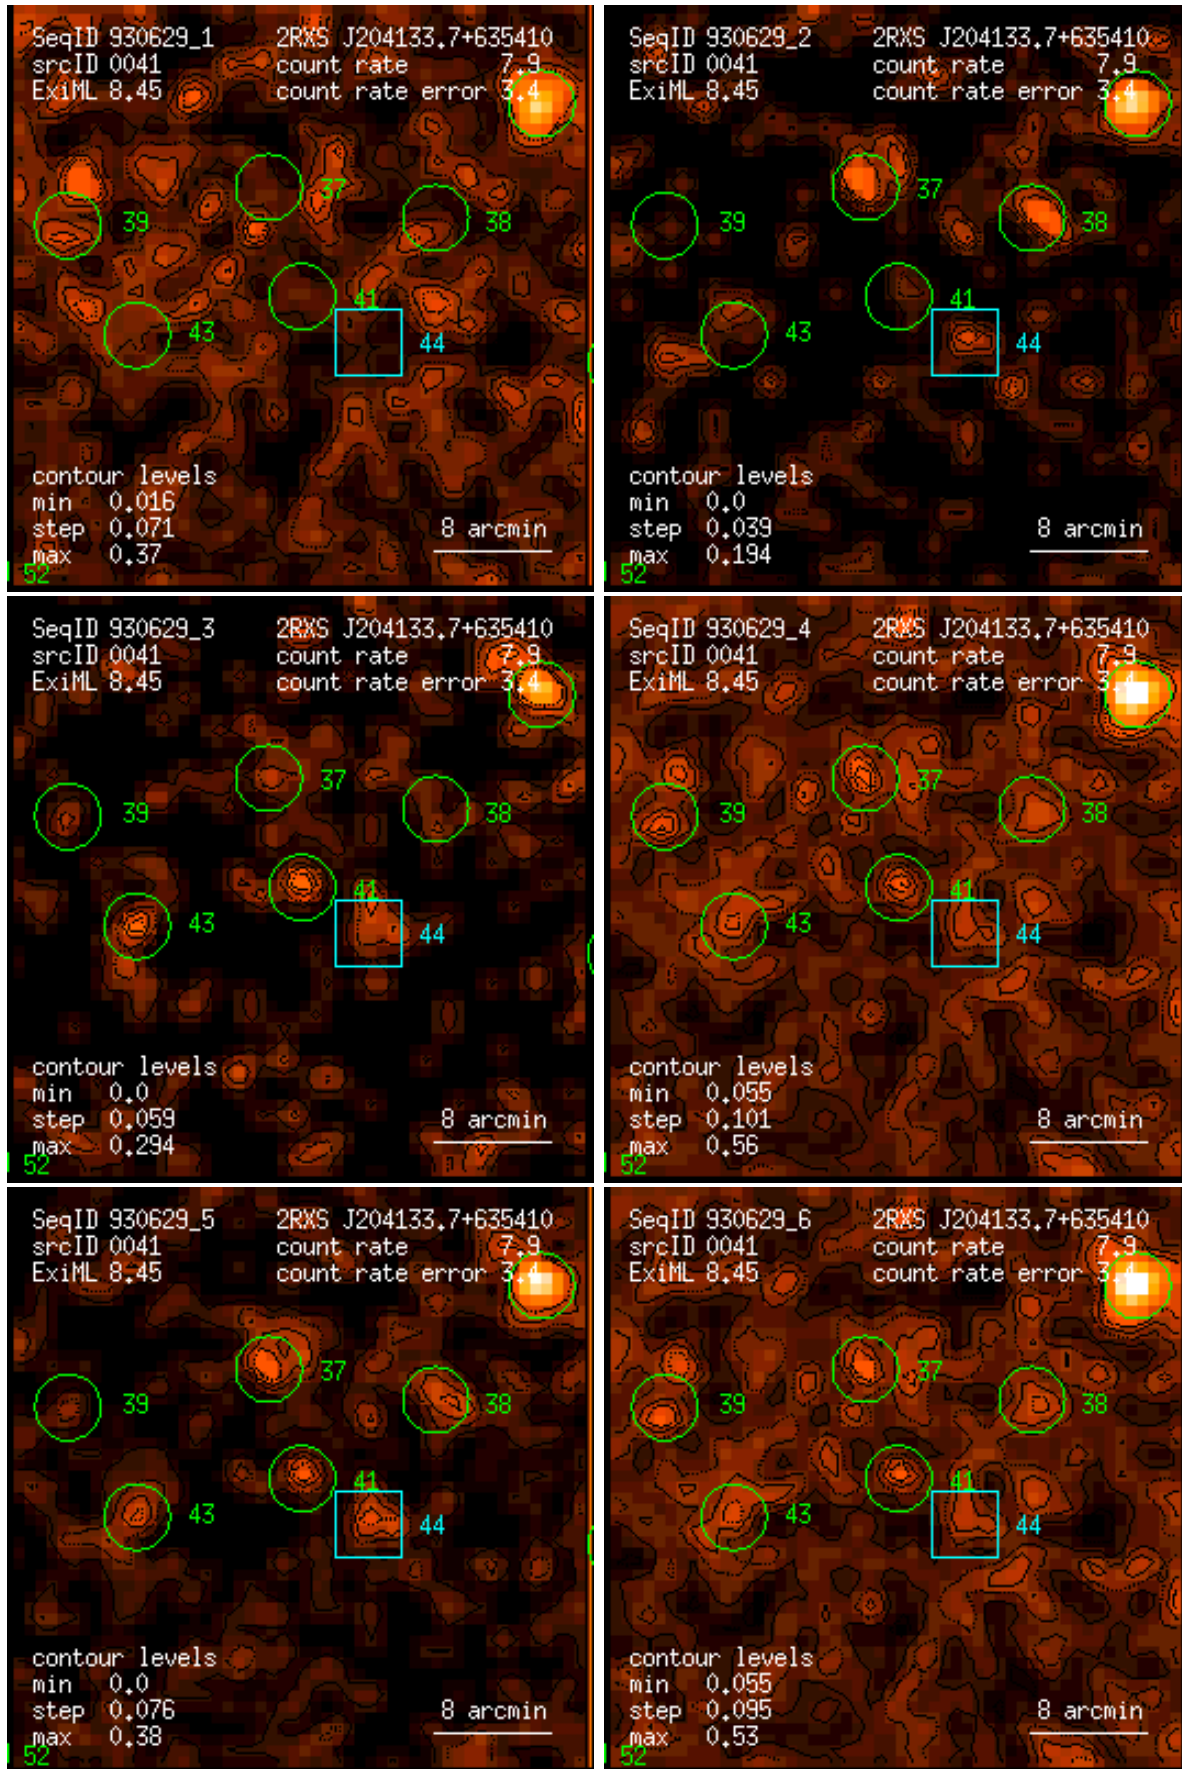 SeqID 930629_1 2RXS J204133.7+635410
srcID 0041 count rate 7.9
ExiML 8.45 count rate error 3.4
37
39
38
41
43
44
contour levels
min 0.016
step 0.071
max 0.37
8 arcmin
52
SeqID 930629_2 2RXS J204133.7+635410
srcID 0041 count rate 7.9
ExiML 8.45 count rate error 3.4
37
39
38
41
43
44
contour levels
min 0.0
step 0.039
max 0.194
8 arcmin
52
SeqID 930629_3 2RXS J204133.7+635410
srcID 0041 count rate 7.9
ExiML 8.45 count rate error 3.4
37
39
38
41
43
44
contour levels
min 0.0
step 0.059
max 0.294
8 arcmin
52
SeqID 930629_4 2RXS J204133.7+635410
srcID 0041 count rate 7.9
ExiML 8.45 count rate error 3.4
37
39
38
41
43
44
contour levels
min 0.055
step 0.101
max 0.56
8 arcmin
52
SeqID 930629_5 2RXS J204133.7+635410
srcID 0041 count rate 7.9
ExiML 8.45 count rate error 3.4
37
39
38
41
43
44
contour levels
min 0.0
step 0.076
max 0.38
8 arcmin
52
SeqID 930629_6 2RXS J204133.7+635410
srcID 0041 count rate 7.9
ExiML 8.45 count rate error 3.4
37
39
38
41
43
44
contour levels
min 0.055
step 0.095
max 0.53
8 arcmin
52